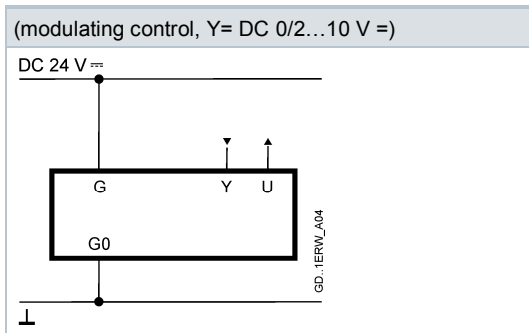 (modulating control, Y= DC 0/2…10 V =)
DC 24 V ⎓
G Y U
G0
GD..1ERW_A04